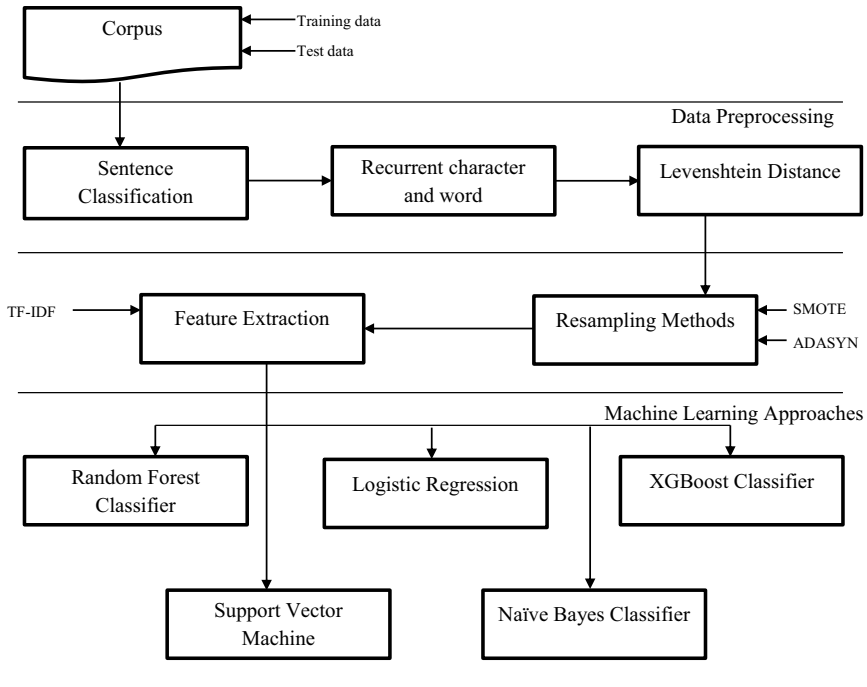 Corpus
Training data
Test data
Data Preprocessing
Sentence
Classification
Recurrent character
and word
Levenshtein Distance
TF-IDF
Feature Extraction
Resampling Methods
SMOTE
ADASYN
Machine Learning Approaches
Random Forest
Classifier
Logistic Regression
XGBoost Classifier
Support Vector
Machine
Naïve Bayes Classifier